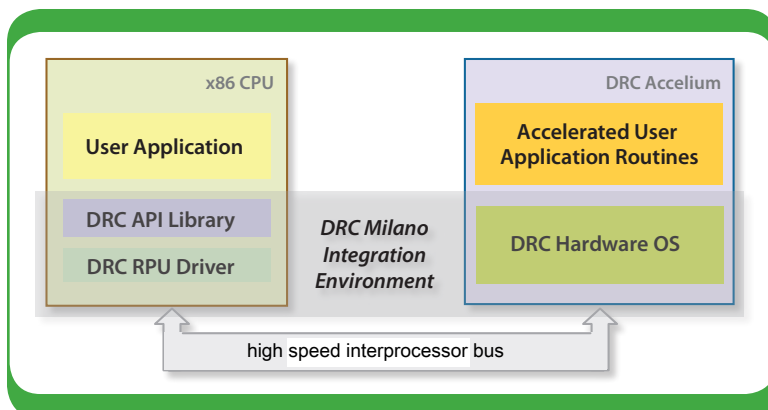 x86 CPU
User Application
DRC API Library
DRC RPU Driver
DRC Milano
Integration
Environment
DRC Accelium
Accelerated User
Application Routines
DRC Hardware OS
high speed interprocessor bus